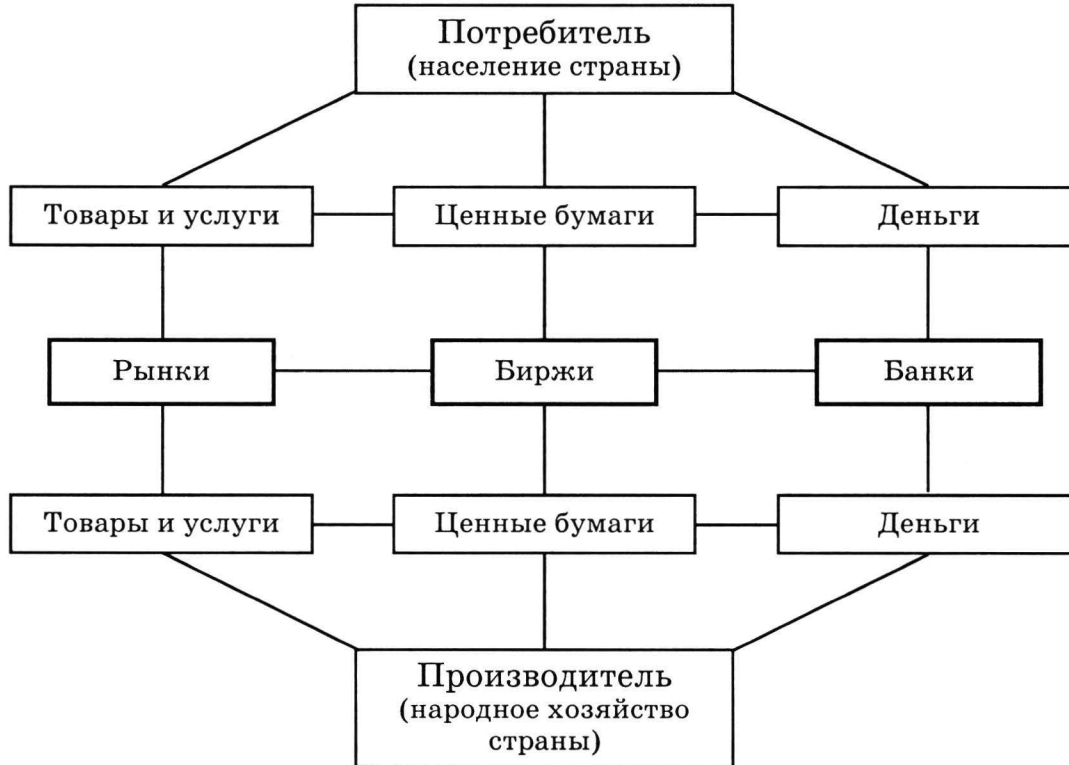 Потребитель
(население страны)
Товары и услуги
Ценные бумаги
Деньги
Рынки
Биржи
Банки
Товары и услуги
Ценные бумаги
Деньги
Производитель
(народное хозяйство
страны)